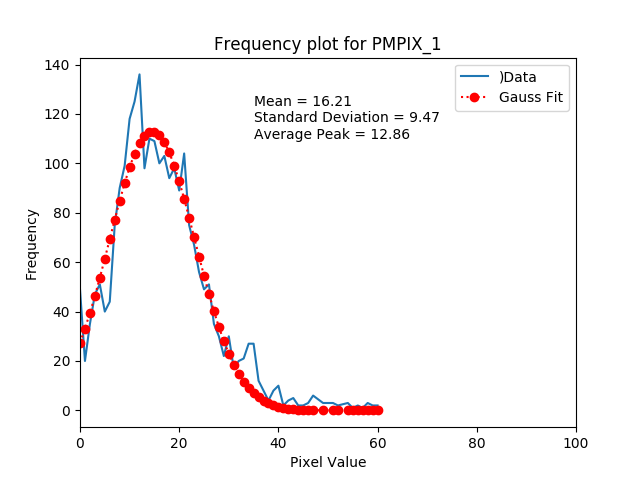 Frequency plot for PMPIX_1
140
120
100
80
60
40
20
0
Frequency
Mean = 16.21
Standard Deviation = 9.47
Average Peak = 12.86
)Data
Gauss Fit
0 20 40 60 80 100
Pixel Value